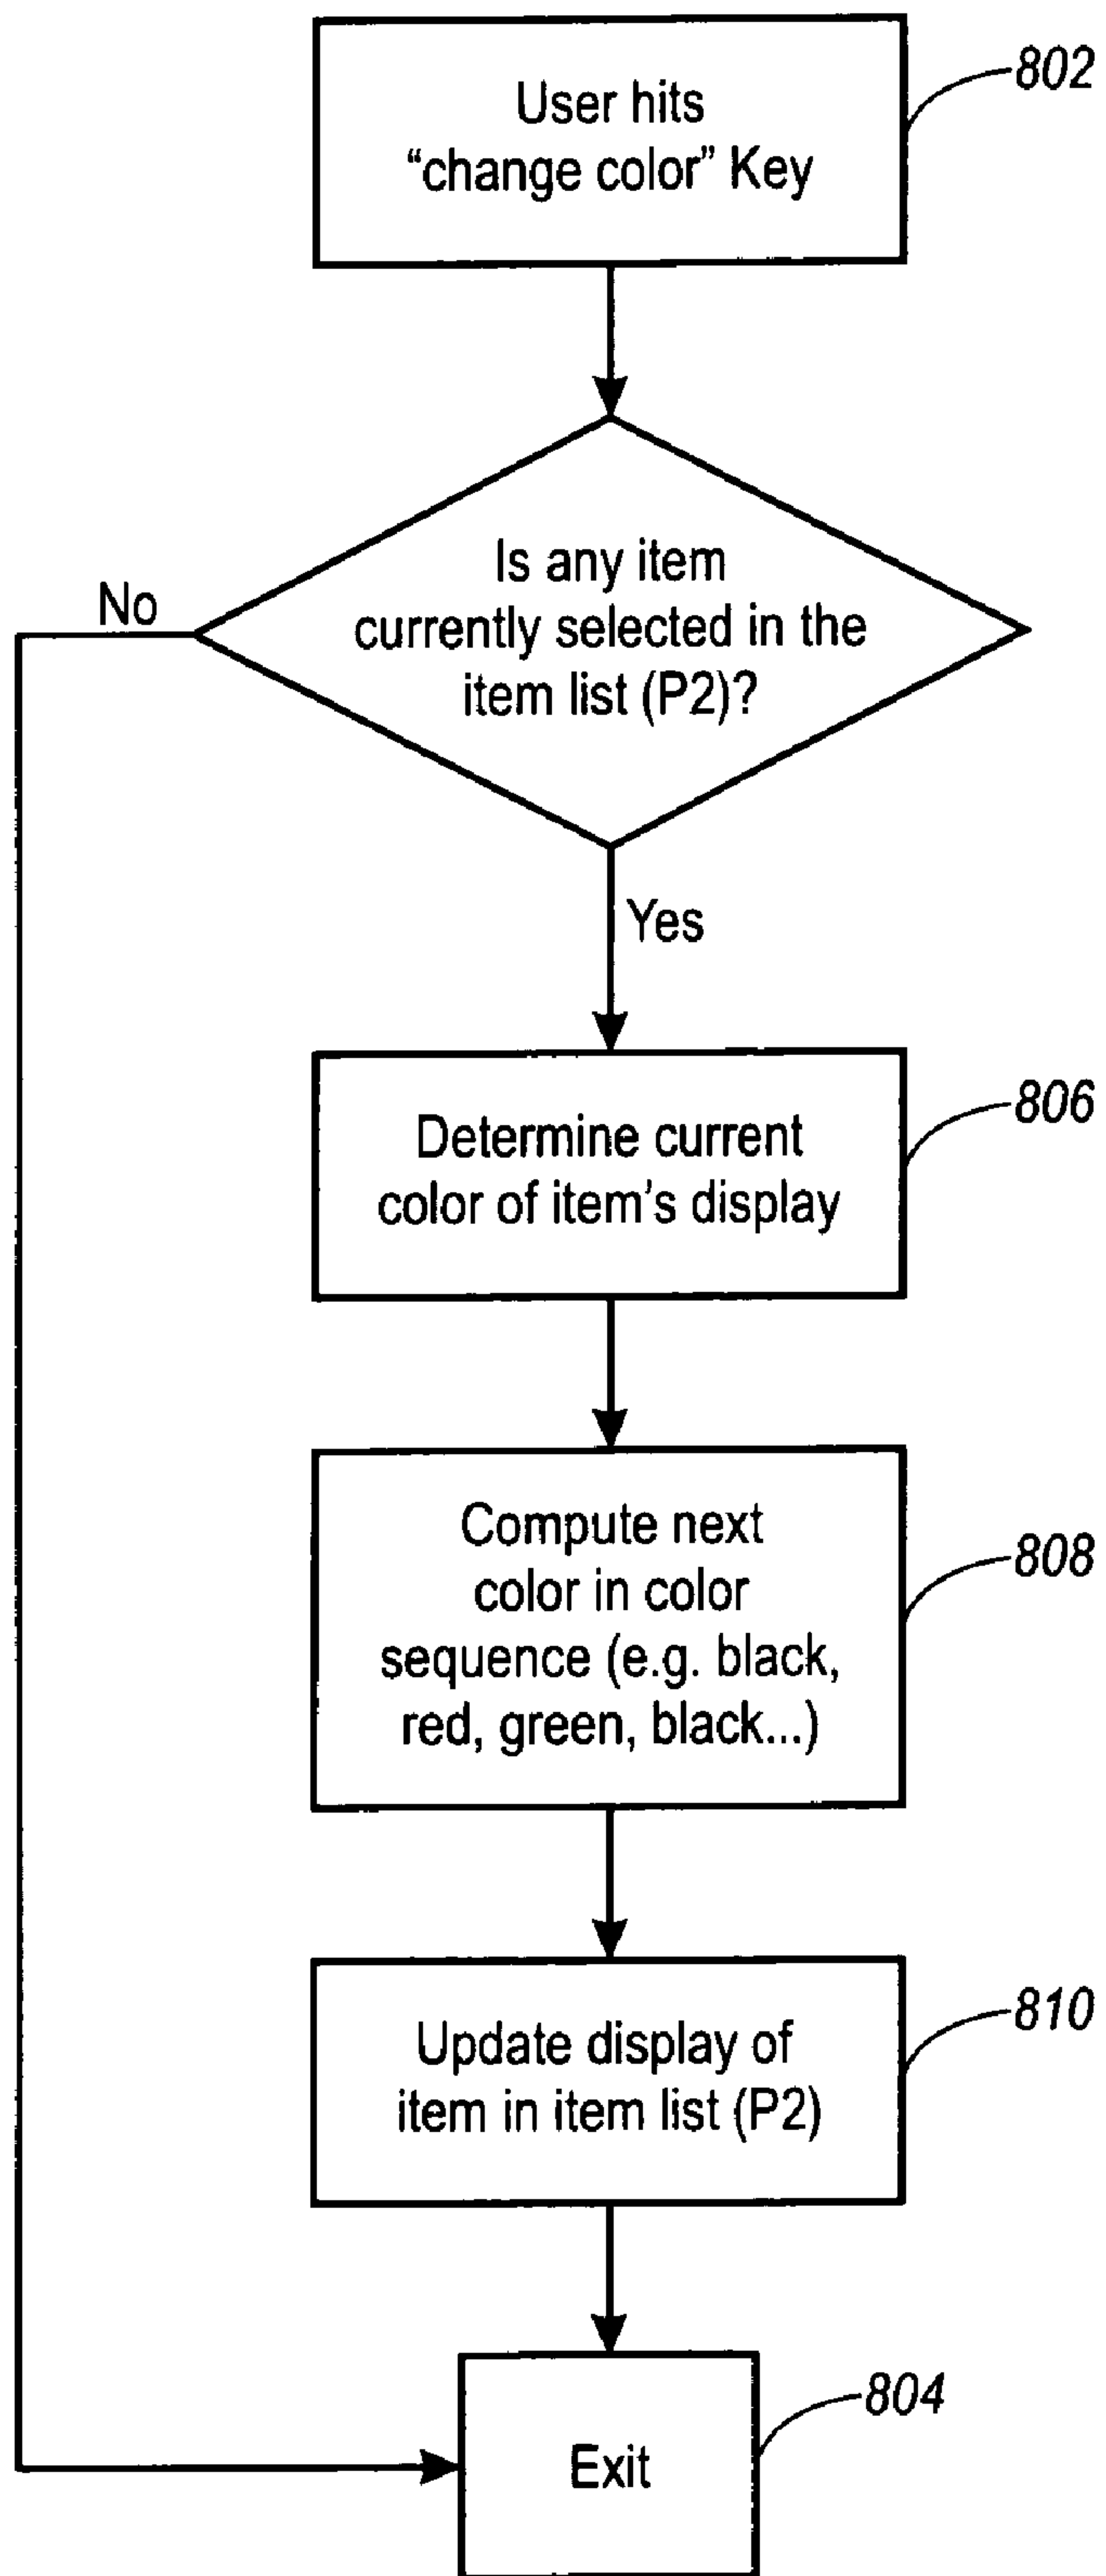 User hits
“change color” Key
802
Is any item
currently selected in the
item list (P2)?
No
Yes
Determine current
color of item’s display
806
Compute next
color in color
sequence (e.g. black,
red, green, black...)
808
Update display of
item in item list (P2)
810
Exit
804